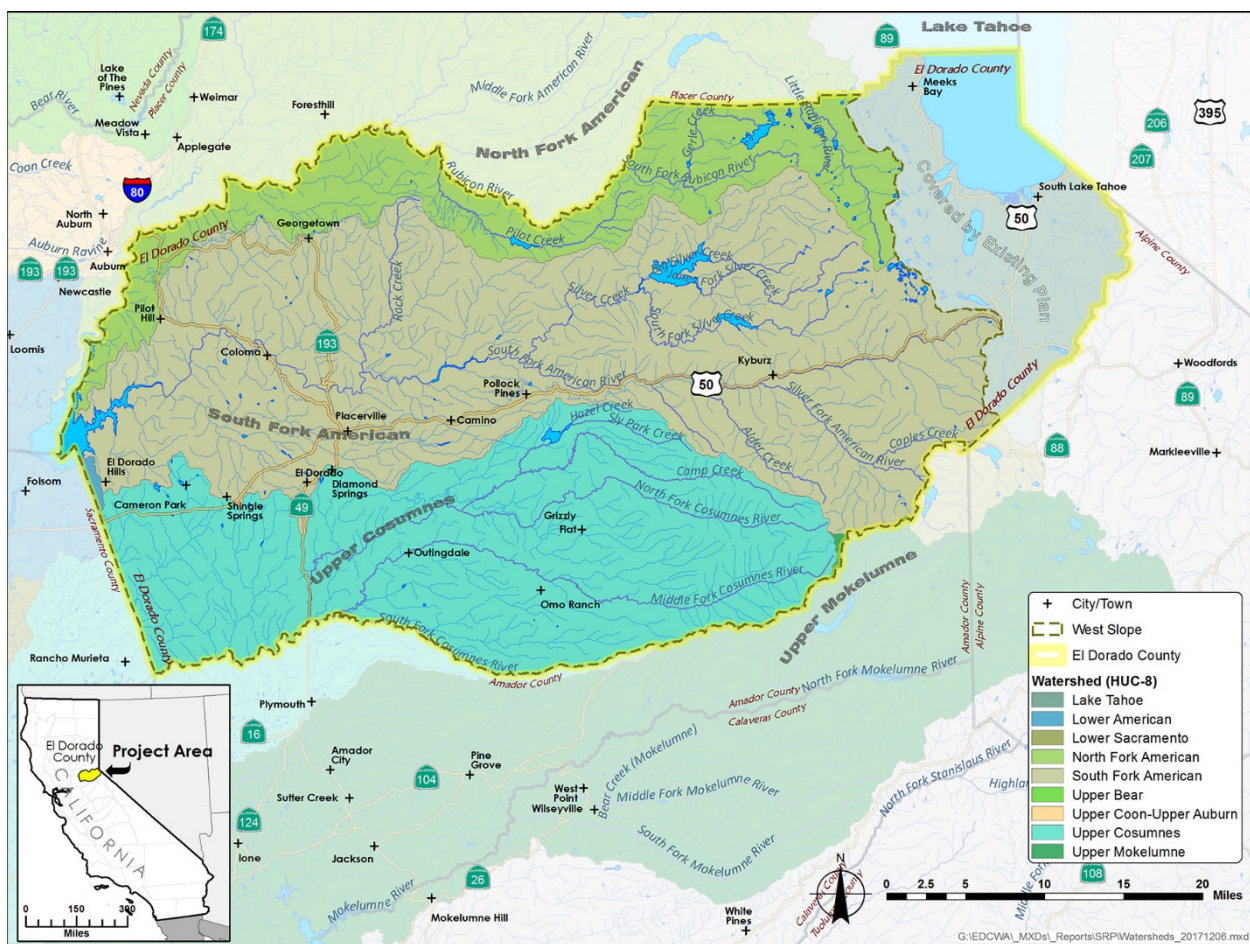 174
Lake Tahoe
89
Nevada County
Placer County
Lake
of The
Pines
Weimar
Foresthill
Middle Fork American River
Bear River
Meadow
Vista
Applegate
Placer County
El Dorado County
Meeks
Bay
395
206
207
Coon Creek
80
North Fork American
Gerle Creek
Little Rubicon River
South Fork Rubicon River
Rubicon River
South Lake Tahoe
50
Covered by Existing Plan
Alpine County
North
Auburn
Auburn Ravine
Auburn
El Dorado County
Georgetown
Pilot Creek
193
193
Newcastle
Rock Creek
Silver Creek
Fork Silver Creek
South Fork Silver Creek
Pilot
Hill
Loomis
Coloma
193
South Fork American River
Kyburz
Pollock
Pines
50
Woodfords
89
Silver Fork American River
Caples Creek
El Dorado County
South Fork American
Placerville
Camino
Hazel Creek
Sly Park Creek
Alder Creek
88
Markleeville
Folsom
El Dorado
Hills
Cameron Park
Shingle
Springs
El Dorado
Diamond
Springs
49
Camp Creek
North Fork Cosumnes River
Upper Cosumnes
Grizzly
Flat
Outingdale
Omo Ranch
Middle Fork Cosumnes River
South Fork Cosumnes River
Sacramento County
El Dorado County
Rancho Murieta
Amador County
Upper Mokelumne
Amador County
Alpine County
Plymouth
16
Amador County
Calaveras County
North Fork Mokelumne River
Amador
City
Pine
Grove
104
Sutter Creek
West
Point
Wilseyville
Bear Creek (Mokelumne)
Middle Fork Mokelumne River
South Fork Mokelumne River
North Fork Stanislaus River
Highland
124
Ione
Jackson
26
Mokelumne River
Mokelumne Hill
White
Pines
Calaveras County
Tuolumne County
Middle Fork
108
City/Town
West Slope
El Dorado County
Watershed (HUC-8)
Lake Tahoe
Lower American
Lower Sacramento
North Fork American
South Fork American
Upper Bear
Upper Coon-Upper Auburn
Upper Cosumnes
Upper Mokelumne
El Dorado
County
Project Area
CALIFORNIA
0 150 300
Miles
N
0 2.5 5 10 15 20
Miles
G:\EDCWA\_MXDs\_Reports\SRP\Watersheds_20171206.mxd